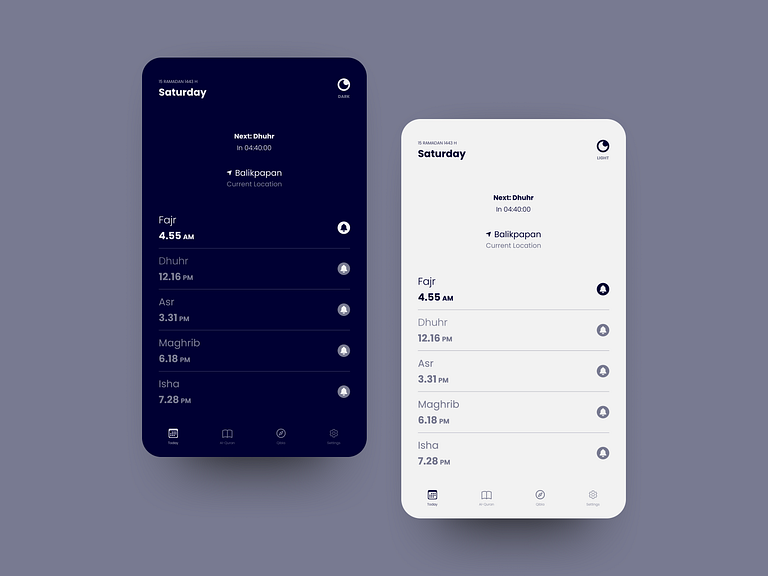 15 RAMADAN 1443 H
Saturday
DARK
Next: Dhuhr
In 04:40:00
Balikpapan
Current Location
Fajr
4.55 AM
Dhuhr
12.16 PM
Asr
3.31 PM
Maghrib
6.18 PM
Isha
7.28 PM
Today
Al-Quran
Qibla
Settings
15 RAMADAN 1443 H
Saturday
LIGHT
Next: Dhuhr
In 04:40:00
Balikpapan
Current Location
Fajr
4.55 AM
Dhuhr
12.16 PM
Asr
3.31 PM
Maghrib
6.18 PM
Isha
7.28 PM
Today
Al-Quran
Qibla
Settings